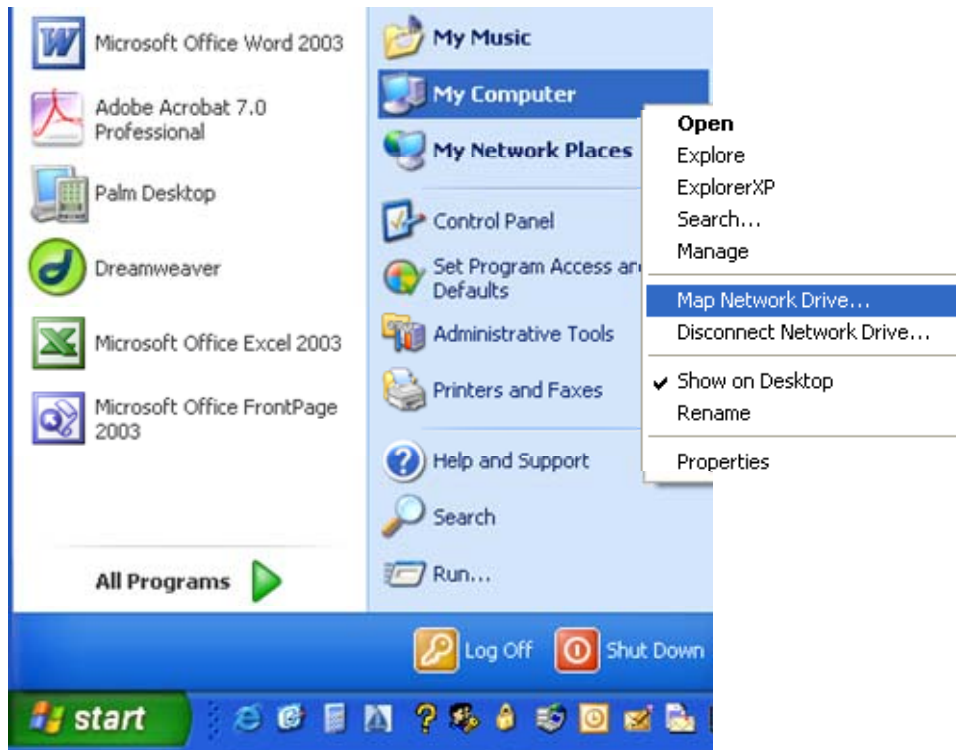 Microsoft Office Word 2003
Adobe Acrobat 7.0
Professional
Palm Desktop
Dreamweaver
Microsoft Office Excel 2003
Microsoft Office FrontPage
2003
All Programs
My Music
My Computer
My Network Places
Control Panel
Set Program Access
Defaults
Administrative Tools
Printers and Faxes
Help and Support
Search
Run...
Open
Explore
ExplorerXP
Search...
Manage
Map Network Drive...
Disconnect Network Drive...
Show on Desktop
Rename
Properties
Log Off
Shut Down
start